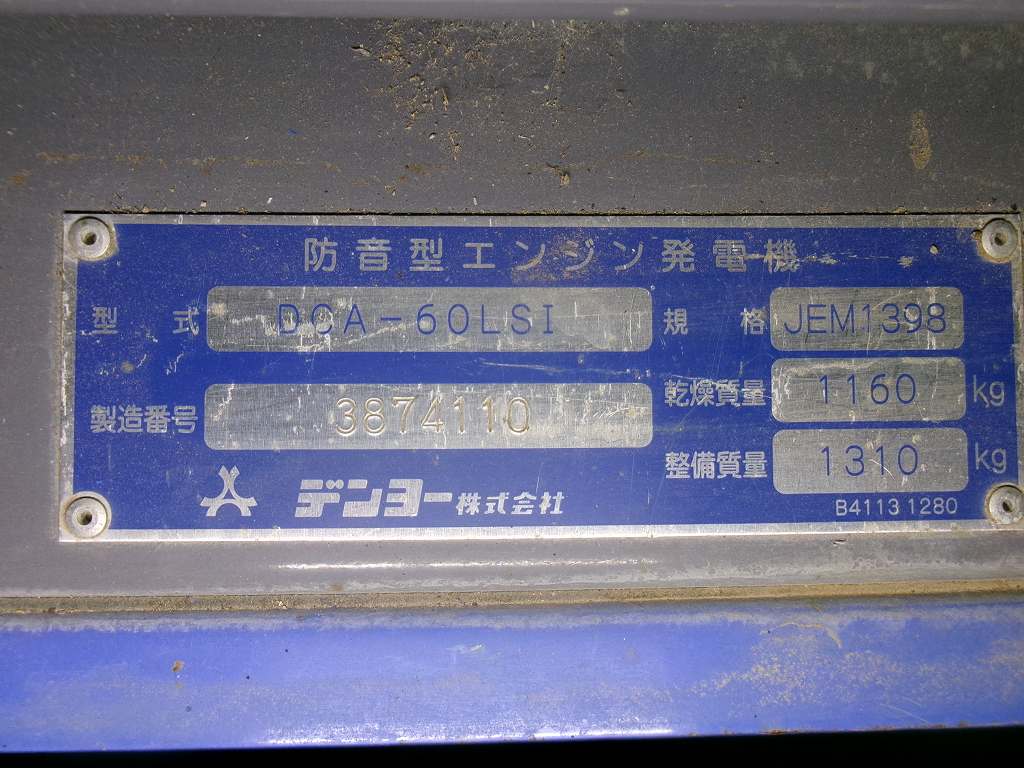 防音型エンジン発電機
型式 DCA-60LSI 規格 JEM1398
製造番号 3874110 乾燥質量 1160 kg
整備質量 1310 kg
デンヨー株式会社 B41131280